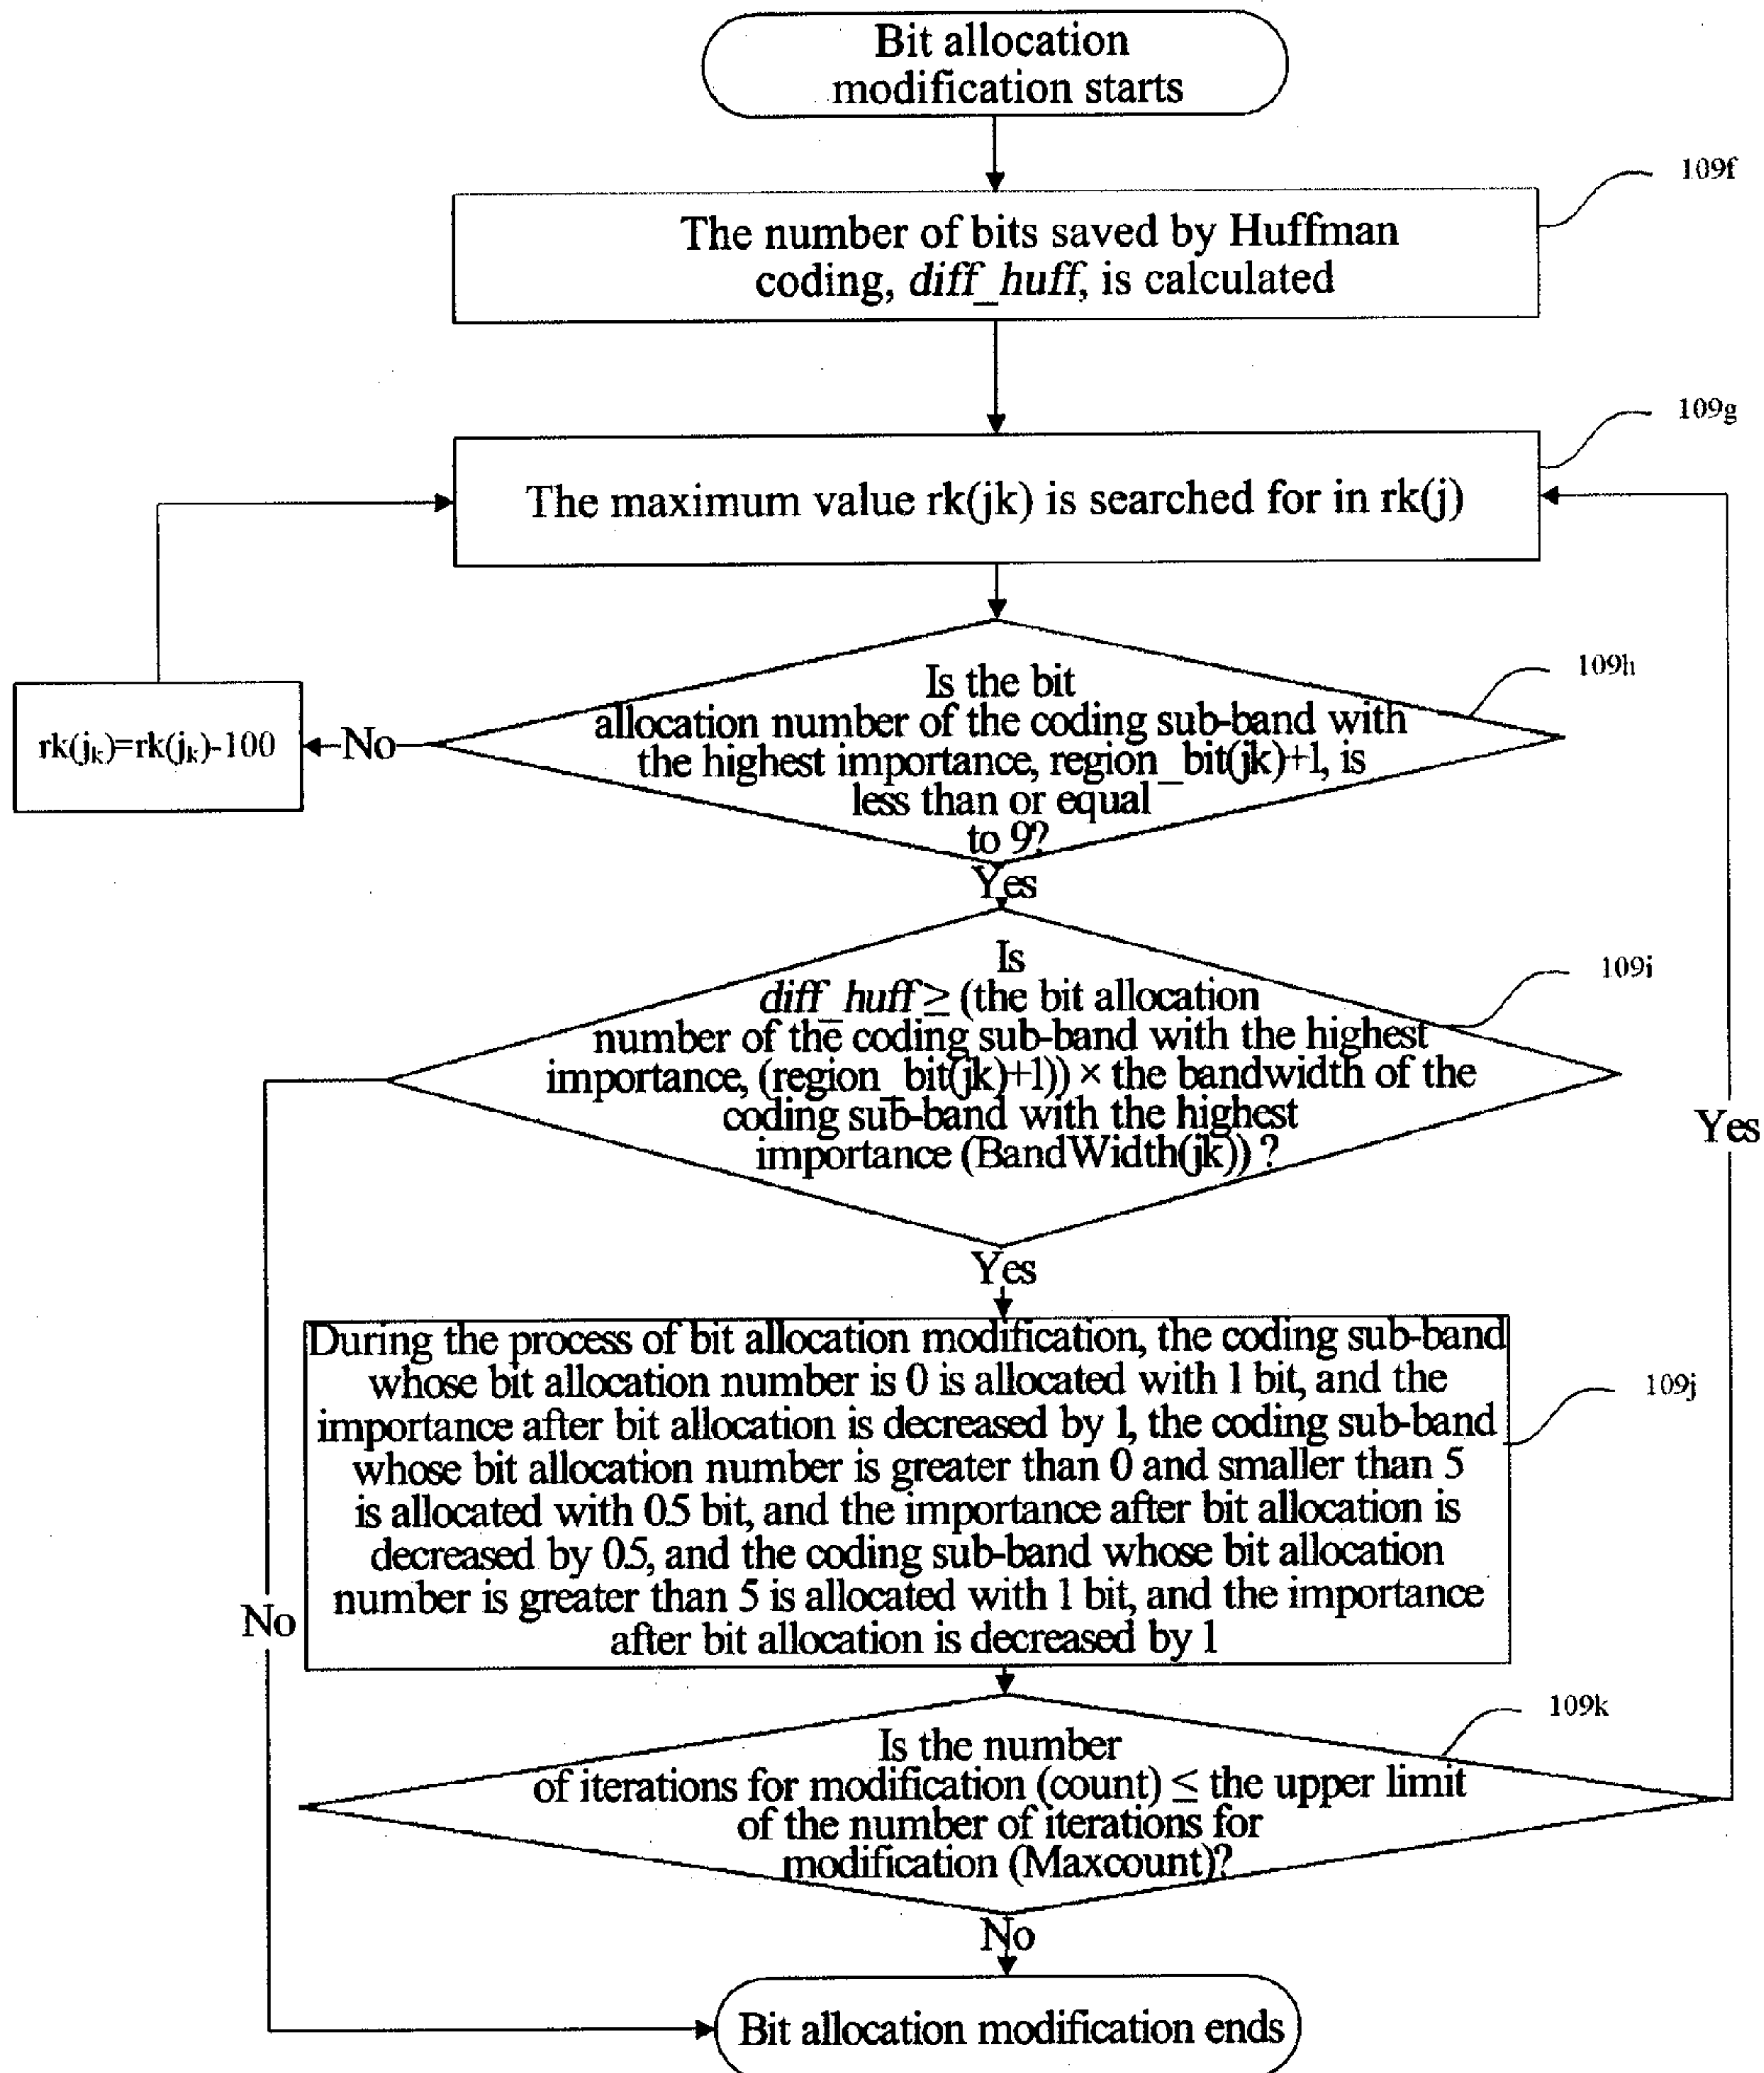 Bit allocation
modification starts
109f
The number of bits saved by Huffman
coding, diff_huff, is calculated
109g
The maximum value rk(jk) is searched for in rk(j)
109h
Is the bit
allocation number of the coding sub-band with
the highest importance, region_bit(jk)+1, is
less than or equal
to 9?
No
rk(jk)=rk(jk)-100
Yes
109i
Is
diff_huff ≥ (the bit allocation
number of the coding sub-band with the highest
importance, (region_bit(jk)+1)) × the bandwidth of the
coding sub-band with the highest
importance (BandWidth(jk)) ?
Yes
Yes
109j
During the process of bit allocation modification, the coding sub-band
whose bit allocation number is 0 is allocated with 1 bit, and the
importance after bit allocation is decreased by 1, the coding sub-band
whose bit allocation number is greater than 0 and smaller than 5
is allocated with 0.5 bit, and the importance after bit allocation is
decreased by 0.5, and the coding sub-band whose bit allocation
number is greater than 5 is allocated with 1 bit, and the importance
after bit allocation is decreased by 1
No
109k
Is the number
of iterations for modification (count) ≤ the upper limit
of the number of iterations for
modification (Maxcount)?
No
Bit allocation modification ends